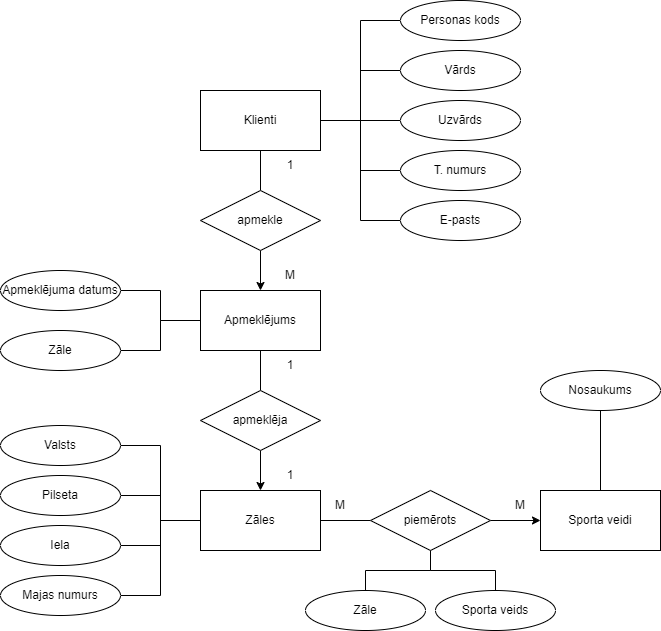 Personas kods
Vārds
Klienti
Uzvārds
1
T. numurs
apmekle
E-pasts
M
Apmeklējuma datums
Apmeklējums
Zāle
1
Nosaukums
apmeklēja
Valsts
1
Pilseta
M
M
Zāles
piemērots
Sporta veidi
Iela
Majas numurs
Zāle
Sporta veids